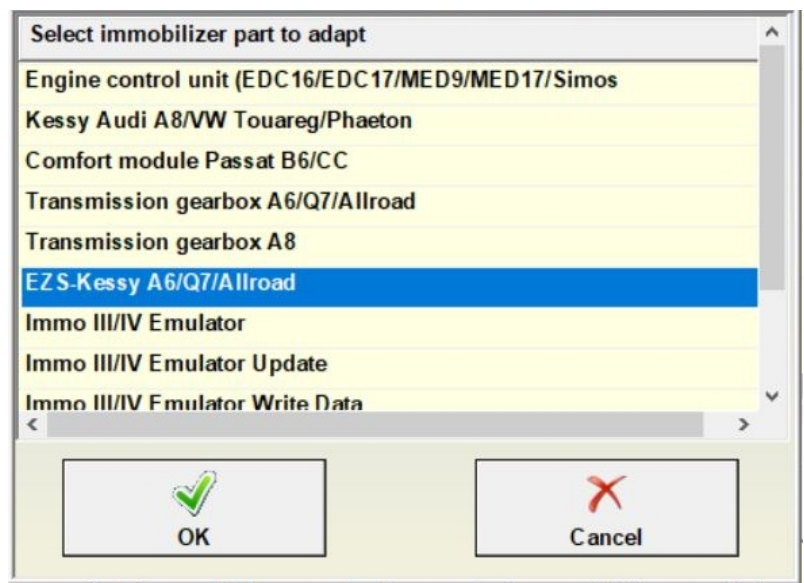 Select immobilizer part to adapt
Engine control unit (EDC16/EDC17/MED9/MED17/Simos
Kessy Audi A8/VW Touareg/Phaeton
Comfort module Passat B6/CC
Transmission gearbox A6/Q7/Allroad
Transmission gearbox A8
EZS-Kessy A6/Q7/Allroad
Immo III/IV Emulator
Immo III/IV Emulator Update
Immo III/IV Emulator Write Data
OK
Cancel